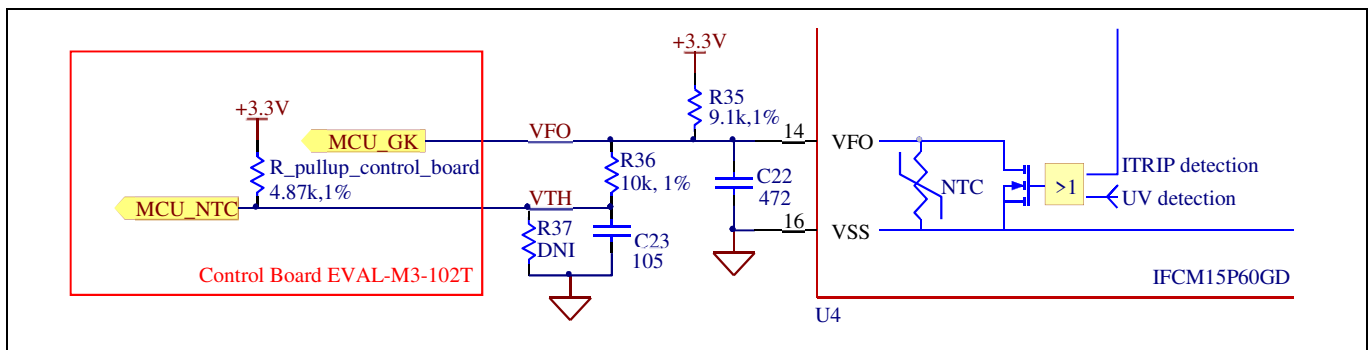 +3.3V
R35
9.1k,1%
+3.3V
MCU_GK
VFO
14
VFO
R_pullup_control_board
4.87k,1%
R36
10k, 1%
C22
472
NTC
>1
ITRIP detection
UV detection
MCU_NTC
VTH
R37
DNI
C23
105
16
VSS
Control Board EVAL-M3-102T
IFCM15P60GD
U4